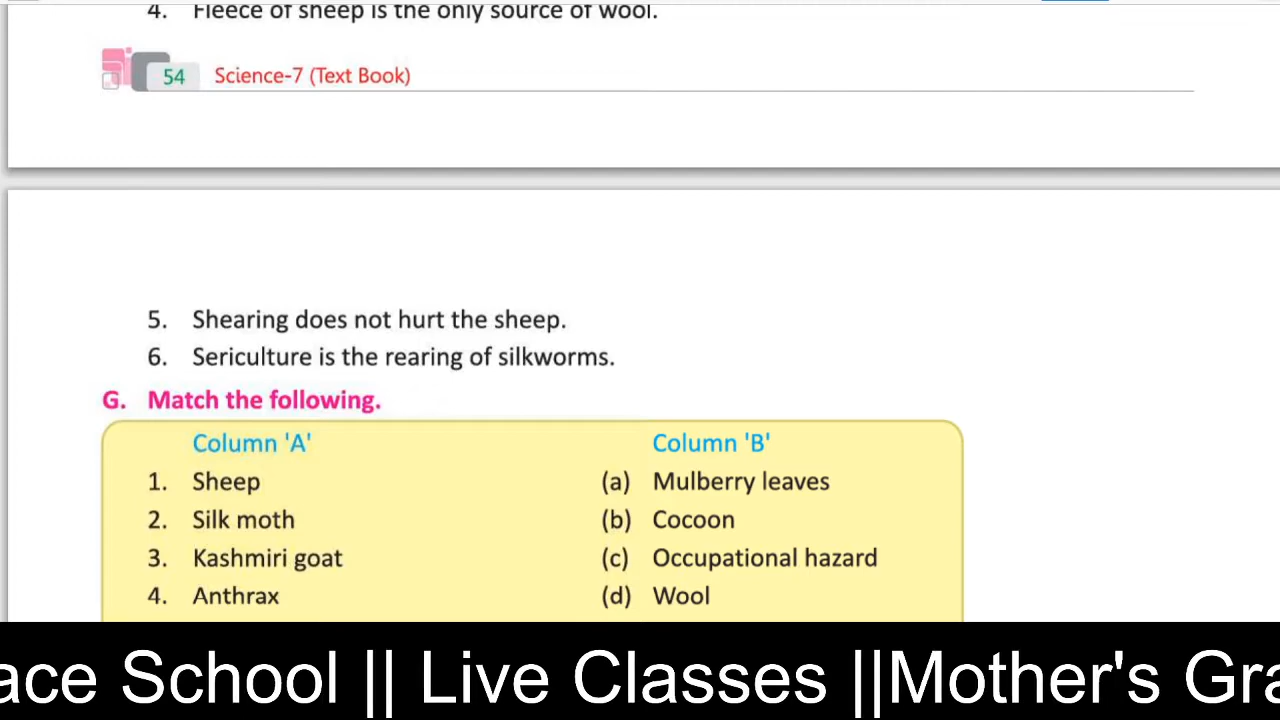 4. Fleece of sheep is the only source of wool.
54 Science-7 (Text Book)
5. Shearing does not hurt the sheep.
6. Sericulture is the rearing of silkworms.
G. Match the following.
Column 'A' Column 'B'
1. Sheep (a) Mulberry leaves
2. Silk moth (b) Cocoon
3. Kashmiri goat (c) Occupational hazard
4. Anthrax (d) Wool
ace School || Live Classes ||Mother's Gra